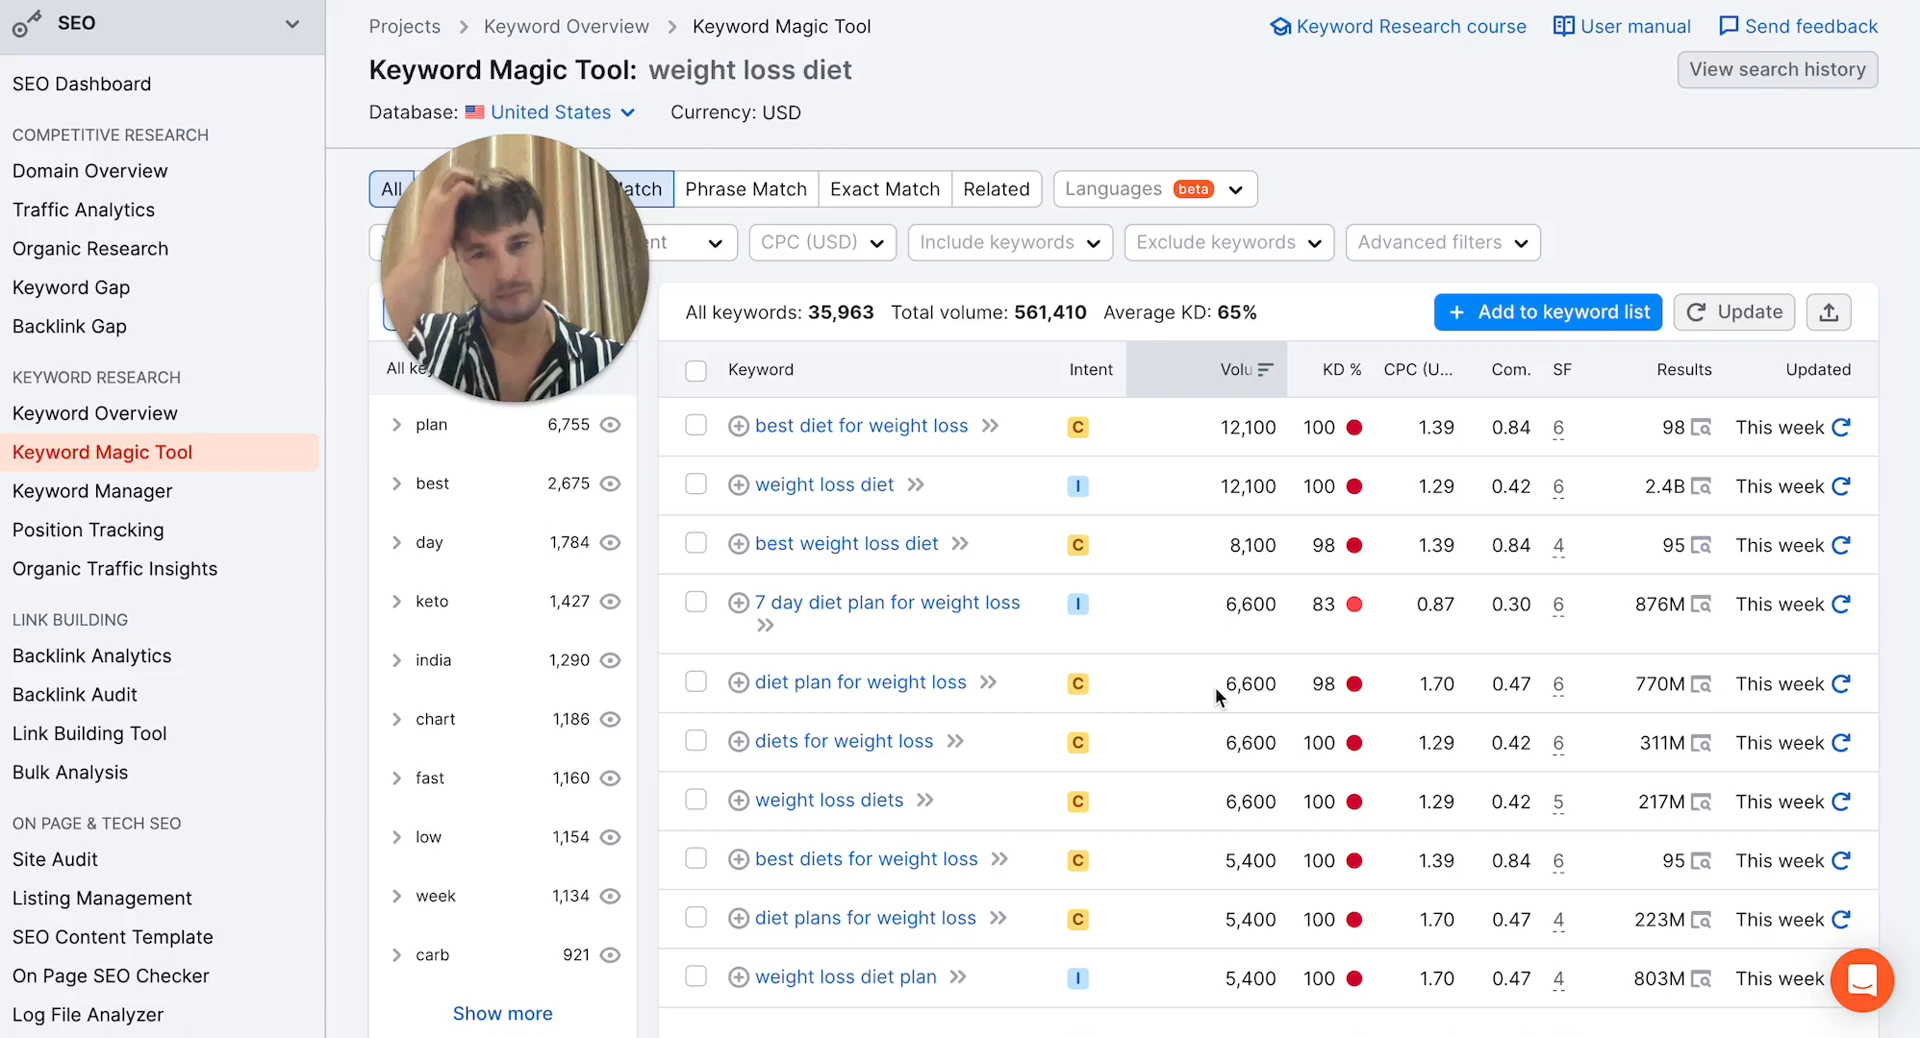 SEO
SEO Dashboard
COMPETITIVE RESEARCH
Domain Overview
Traffic Analytics
Organic Research
Keyword Gap
Backlink Gap
KEYWORD RESEARCH
Keyword Overview
Keyword Magic Tool
Keyword Manager
Position Tracking
Organic Traffic Insights
LINK BUILDING
Backlink Analytics
Backlink Audit
Link Building Tool
Bulk Analysis
ON PAGE & TECH SEO
Site Audit
Listing Management
SEO Content Template
On Page SEO Checker
Log File Analyzer
Projects Keyword Overview Keyword Magic Tool
Keyword Research course User manual Send feedback
Keyword Magic Tool: weight loss diet
View search history
Database: United States Currency: USD
All atch Phrase Match Exact Match Related Languages beta
nt CPC (USD) Include keywords Exclude keywords Advanced filters
All keywords: 35,963 Total volume: 561,410 Average KD: 65%
+ Add to keyword list Update
All ke
plan 6,755
best 2,675
day 1,784
keto 1,427
india 1,290
chart 1,186
fast 1,160
low 1,154
week 1,134
carb 921
Show more
Keyword Intent Volu KD % CPC (U... Com. SF Results Updated
best diet for weight loss C 12,100 100 1.39 0.84 6 98 This week
weight loss diet I 12,100 100 1.29 0.42 6 2.4B This week
best weight loss diet C 8,100 98 1.39 0.84 4 95 This week
7 day diet plan for weight loss I 6,600 83 0.87 0.30 6 876M This week
diet plan for weight loss C 6,600 98 1.70 0.47 6 770M This week
diets for weight loss C 6,600 100 1.29 0.42 6 311M This week
weight loss diets C 6,600 100 1.29 0.42 5 217M This week
best diets for weight loss C 5,400 100 1.39 0.84 6 95 This week
diet plans for weight loss C 5,400 100 1.70 0.47 4 223M This week
weight loss diet plan I 5,400 100 1.70 0.47 4 803M This week